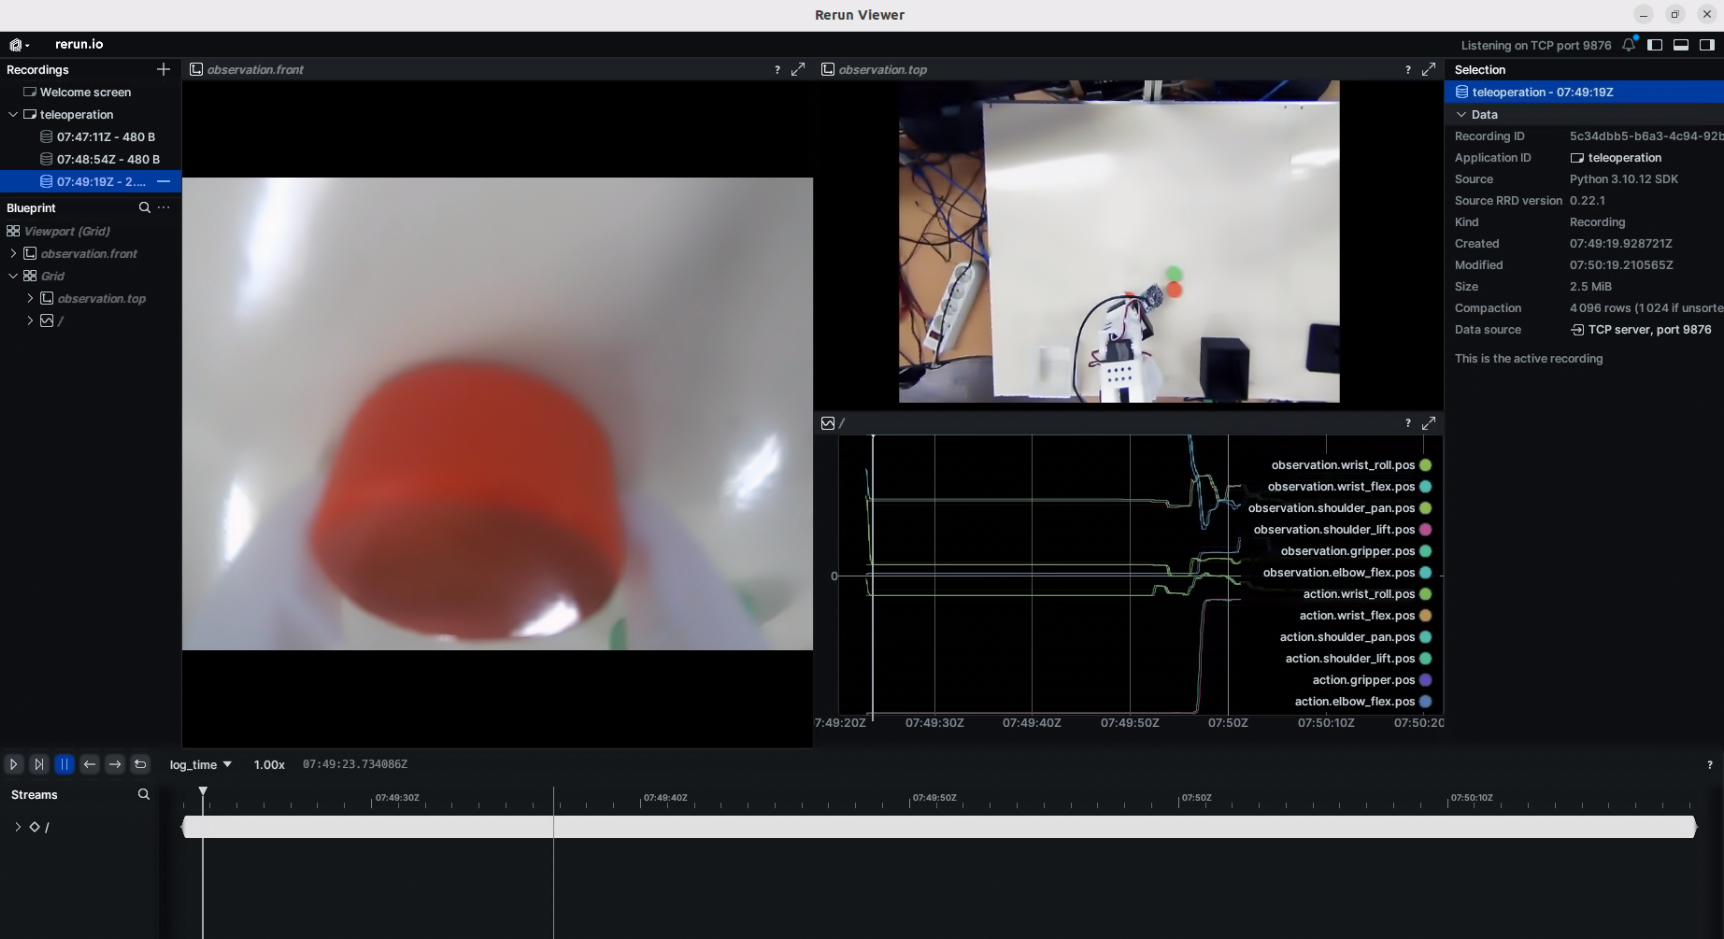 Rerun Viewer
rerun.io
Listening on TCP port 9876
Recordings
Welcome screen
teleoperation
07:47:11Z - 480 B
07:48:54Z - 480 B
07:49:19Z - 2....
Blueprint
Viewport (Grid)
observation.front
Grid
observation.top
/
observation.front
?
observation.top
?
/
?
observation.wrist_roll.pos
observation.wrist_flex.pos
observation.shoulder_pan.pos
observation.shoulder_lift.pos
observation.gripper.pos
observation.elbow_flex.pos
action.wrist_roll.pos
action.wrist_flex.pos
action.shoulder_pan.pos
action.shoulder_lift.pos
action.gripper.pos
action.elbow_flex.pos
0
7:49:20Z 07:49:30Z 07:49:40Z 07:49:50Z 07:50Z 07:50:10Z 07:50:20
Selection
teleoperation - 07:49:19Z
Data
Recording ID 5c34dbb5-b6a3-4c94-92b
Application ID teleoperation
Source Python 3.10.12 SDK
Source RRD version 0.22.1
Kind Recording
Created 07:49:19.928721Z
Modified 07:50:19.210565Z
Size 2.5 MiB
Compaction 4 096 rows (1 024 if unsorte
Data source TCP server, port 9876
This is the active recording
log_time 1.00x 07:49:23.734086Z
?
Streams
07:49:30Z 07:49:40Z 07:49:50Z 07:50Z 07:50:10Z
/